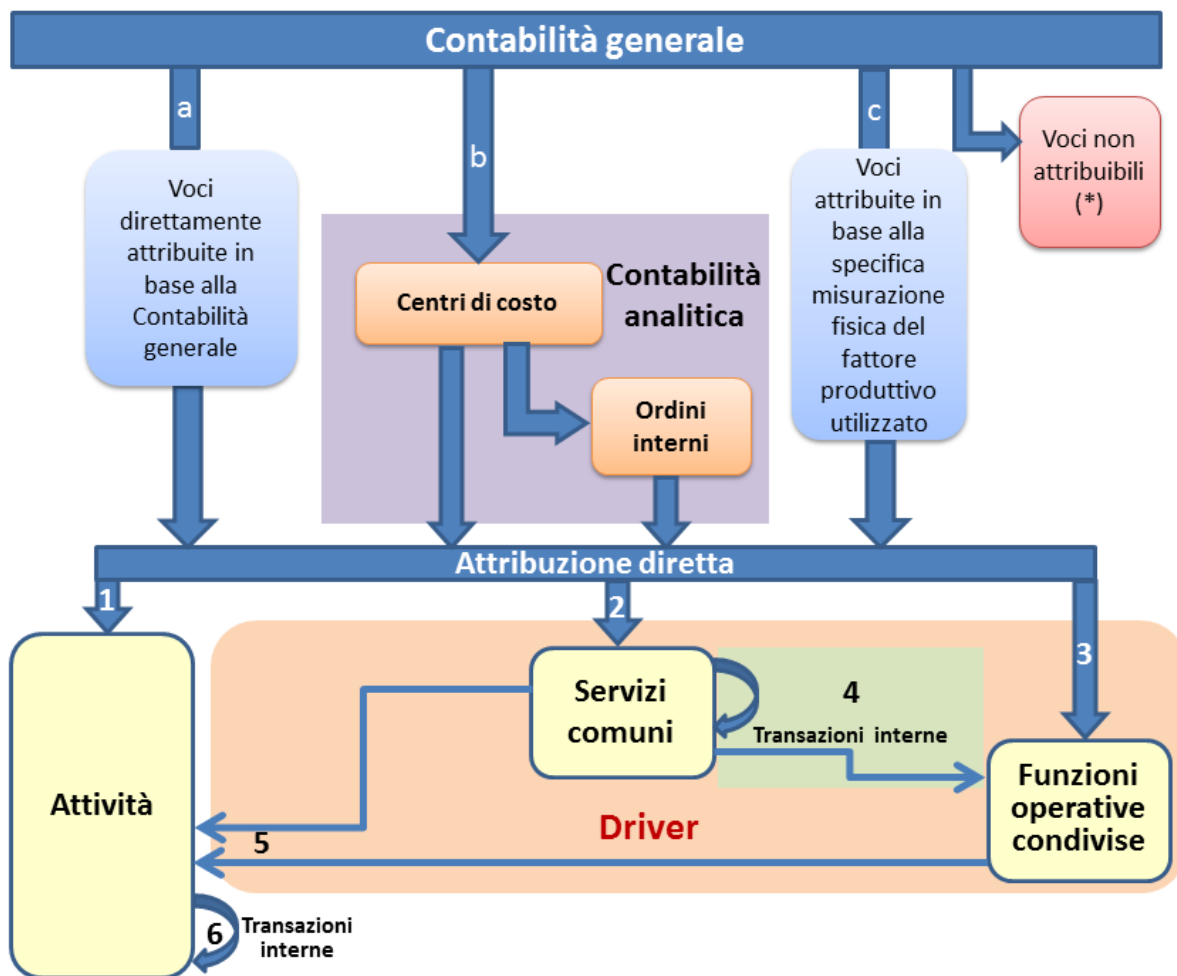 Contabilità generale
a
b
c
Voci
direttamente
attribuite in
base alla
Contabilità
generale
Voci
attribuite in
base alla
specifica
misurazione
fisica del
fattore
produttivo
utilizzato
Voci non
attribuibili
(*)
Contabilità
analitica
Centri di costo
Ordini
interni
Attribuzione diretta
1
2
3
Attività
Servizi
comuni
4
Transazioni interne
Funzioni
operative
condivise
Driver
5
6
Transazioni
interne